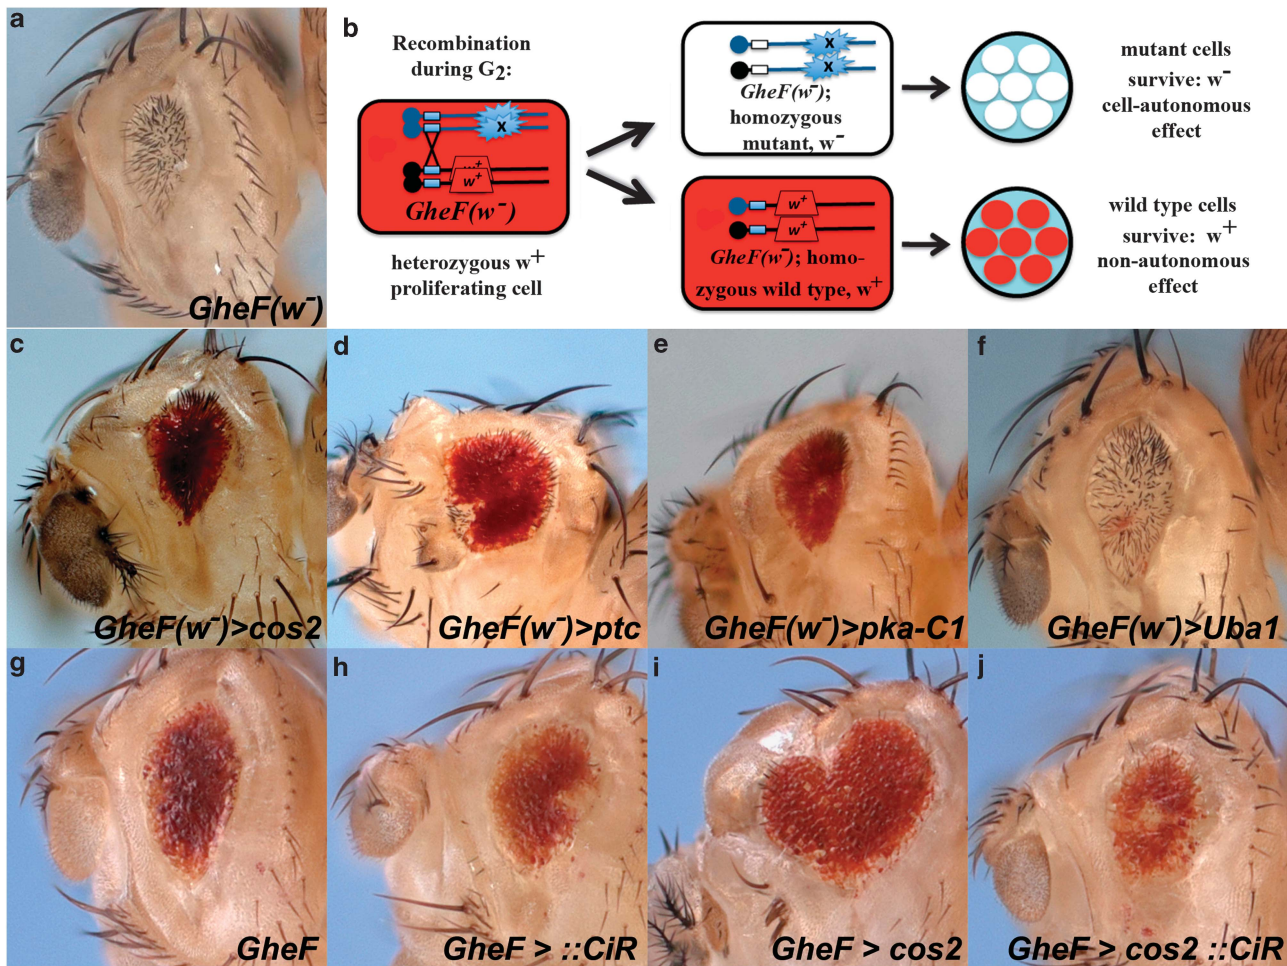 a
GheF(w⁻)
b
Recombination
during G₂:
x
w⁺
w⁺
GheF(w⁻)
heterozygous w⁺
proliferating cell
x
x
GheF(w⁻);
homozygous
mutant, w⁻
mutant cells
survive: w⁻
cell-autonomous
effect
w⁺
w⁺
GheF(w⁻); homo-
zygous wild type, w⁺
wild type cells
survive: w⁺
non-autonomous
effect
c
GheF(w⁻)>cos2
d
GheF(w⁻)>ptc
e
GheF(w⁻)>pka-C1
f
GheF(w⁻)>Uba1
g
GheF
h
GheF > ::CiR
i
GheF > cos2
j
GheF > cos2 ::CiR